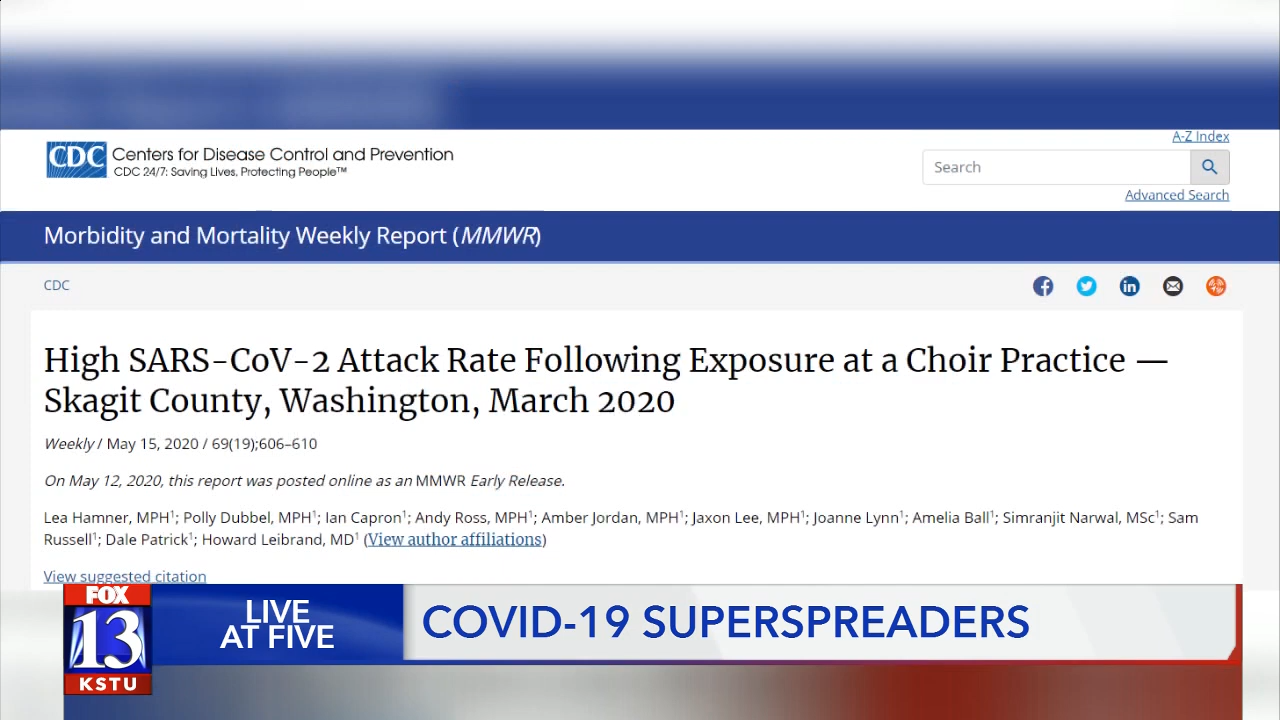 A-Z Index
CDC Centers for Disease Control and Prevention
CDC 24/7: Saving Lives, Protecting People™
Search
Advanced Search
Morbidity and Mortality Weekly Report (MMWR)
CDC
High SARS-CoV-2 Attack Rate Following Exposure at a Choir Practice —
Skagit County, Washington, March 2020
Weekly / May 15, 2020 / 69(19);606–610
On May 12, 2020, this report was posted online as an MMWR Early Release.
Lea Hamner, MPH¹; Polly Dubbel, MPH¹; Ian Capron¹; Andy Ross, MPH¹; Amber Jordan, MPH¹; Jaxon Lee, MPH¹; Joanne Lynn¹; Amelia Ball¹; Simranjit Narwal, MSc¹; Sam
Russell¹; Dale Patrick¹; Howard Leibrand, MD¹ (View author affiliations)
View suggested citation
FOX
13
KSTU
LIVE
AT FIVE
COVID-19 SUPERSPREADERS